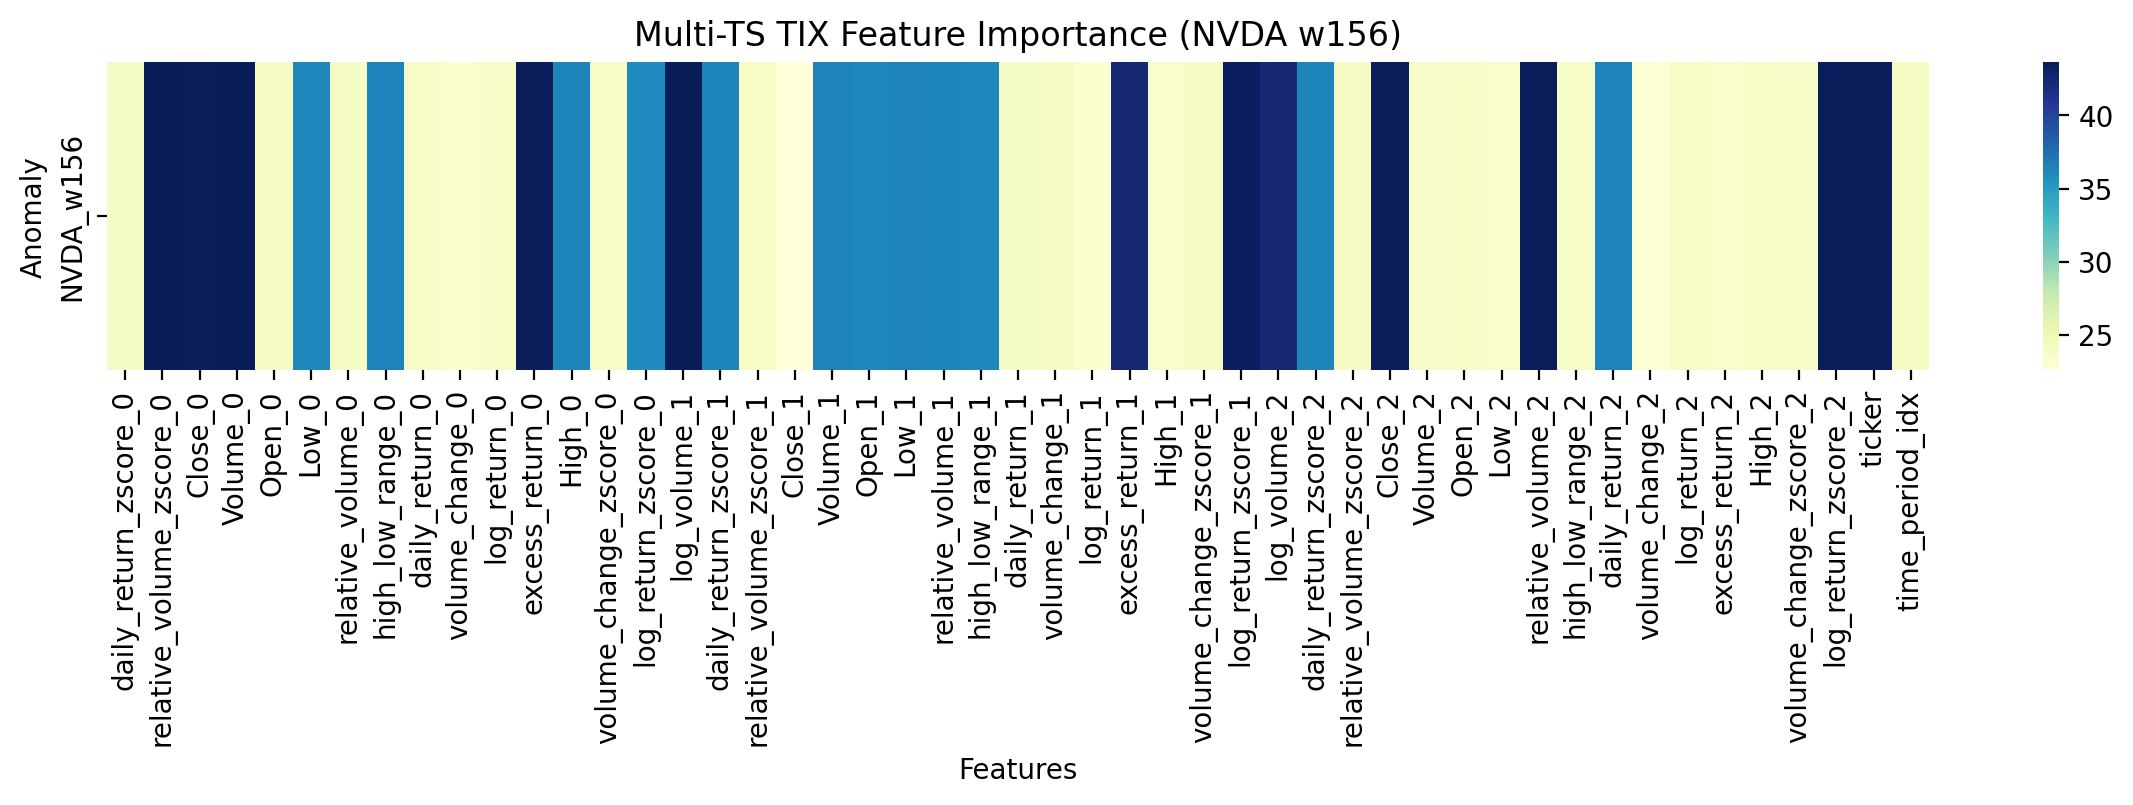 Multi-TS TIX Feature Importance (NVDA w156)
Anomaly
NVDA_w156
40
35
30
25
daily_return_zscore_0
relative_volume_zscore_0
Close_0
Volume_0
Open_0
Low_0
relative_volume_0
high_low_range_0
daily_return_0
volume_change_0
log_return_0
excess_return_0
High_0
volume_change_zscore_0
log_return_zscore_0
log_volume_1
daily_return_zscore_1
relative_volume_zscore_1
Close_1
Volume_1
Open_1
Low_1
relative_volume_1
high_low_range_1
daily_return_1
volume_change_1
log_return_1
excess_return_1
High_1
volume_change_zscore_1
log_return_zscore_1
log_volume_2
daily_return_zscore_2
relative_volume_zscore_2
Close_2
Volume_2
Open_2
Low_2
relative_volume_2
high_low_range_2
daily_return_2
volume_change_2
log_return_2
excess_return_2
High_2
volume_change_zscore_2
log_return_zscore_2
ticker
time_period_idx
Features